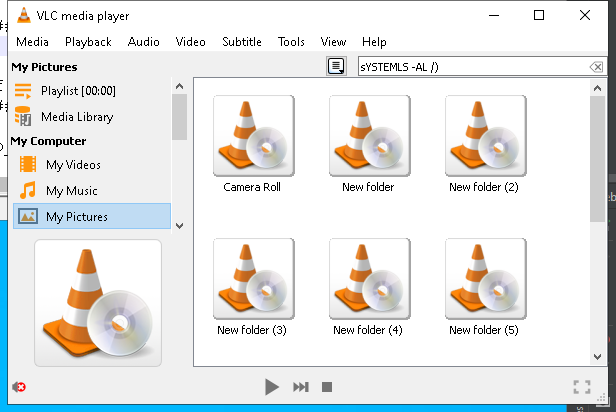 VLC media player
Media Playback Audio Video Subtitle Tools View Help
My Pictures
sYSTEMLS -AL /)
Playlist [00:00]
Media Library
My Computer
My Videos
My Music
My Pictures
Camera Roll
New folder
New folder (2)
New folder (3)
New folder (4)
New folder (5)